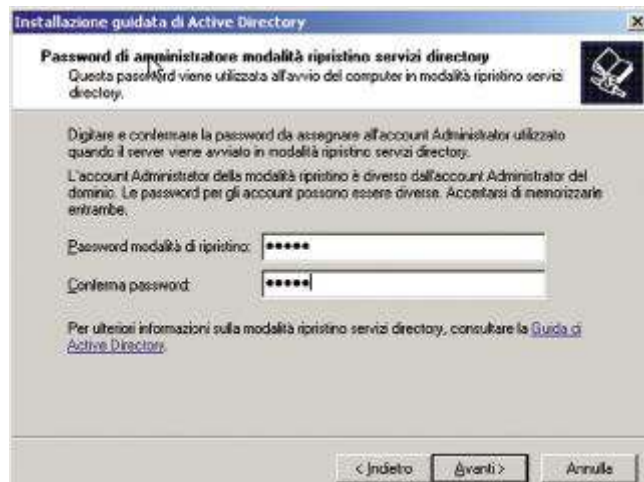 Installazione guidata di Active Directory
Password di amministratore modalità ripristino servizi directory
Questa password viene utilizzata all'avvio del computer in modalità ripristino servizi
directory.
Digitare e confermare la password da assegnare all'account Administrator utilizzato
quando il server viene avviato in modalità ripristino servizi directory.
L'account Administrator della modalità ripristino è diverso dall'account Administrator del
dominio. Le password per gli account possono essere diverse. Accertarsi di memorizzarle
entrambe.
Password modalità di ripristino: •••••
Conferma password: •••••
Per ulteriori informazioni sulla modalità ripristino servizi directory, consultare la Guida di
Active Directory.
< Indietro Avanti > Annulla